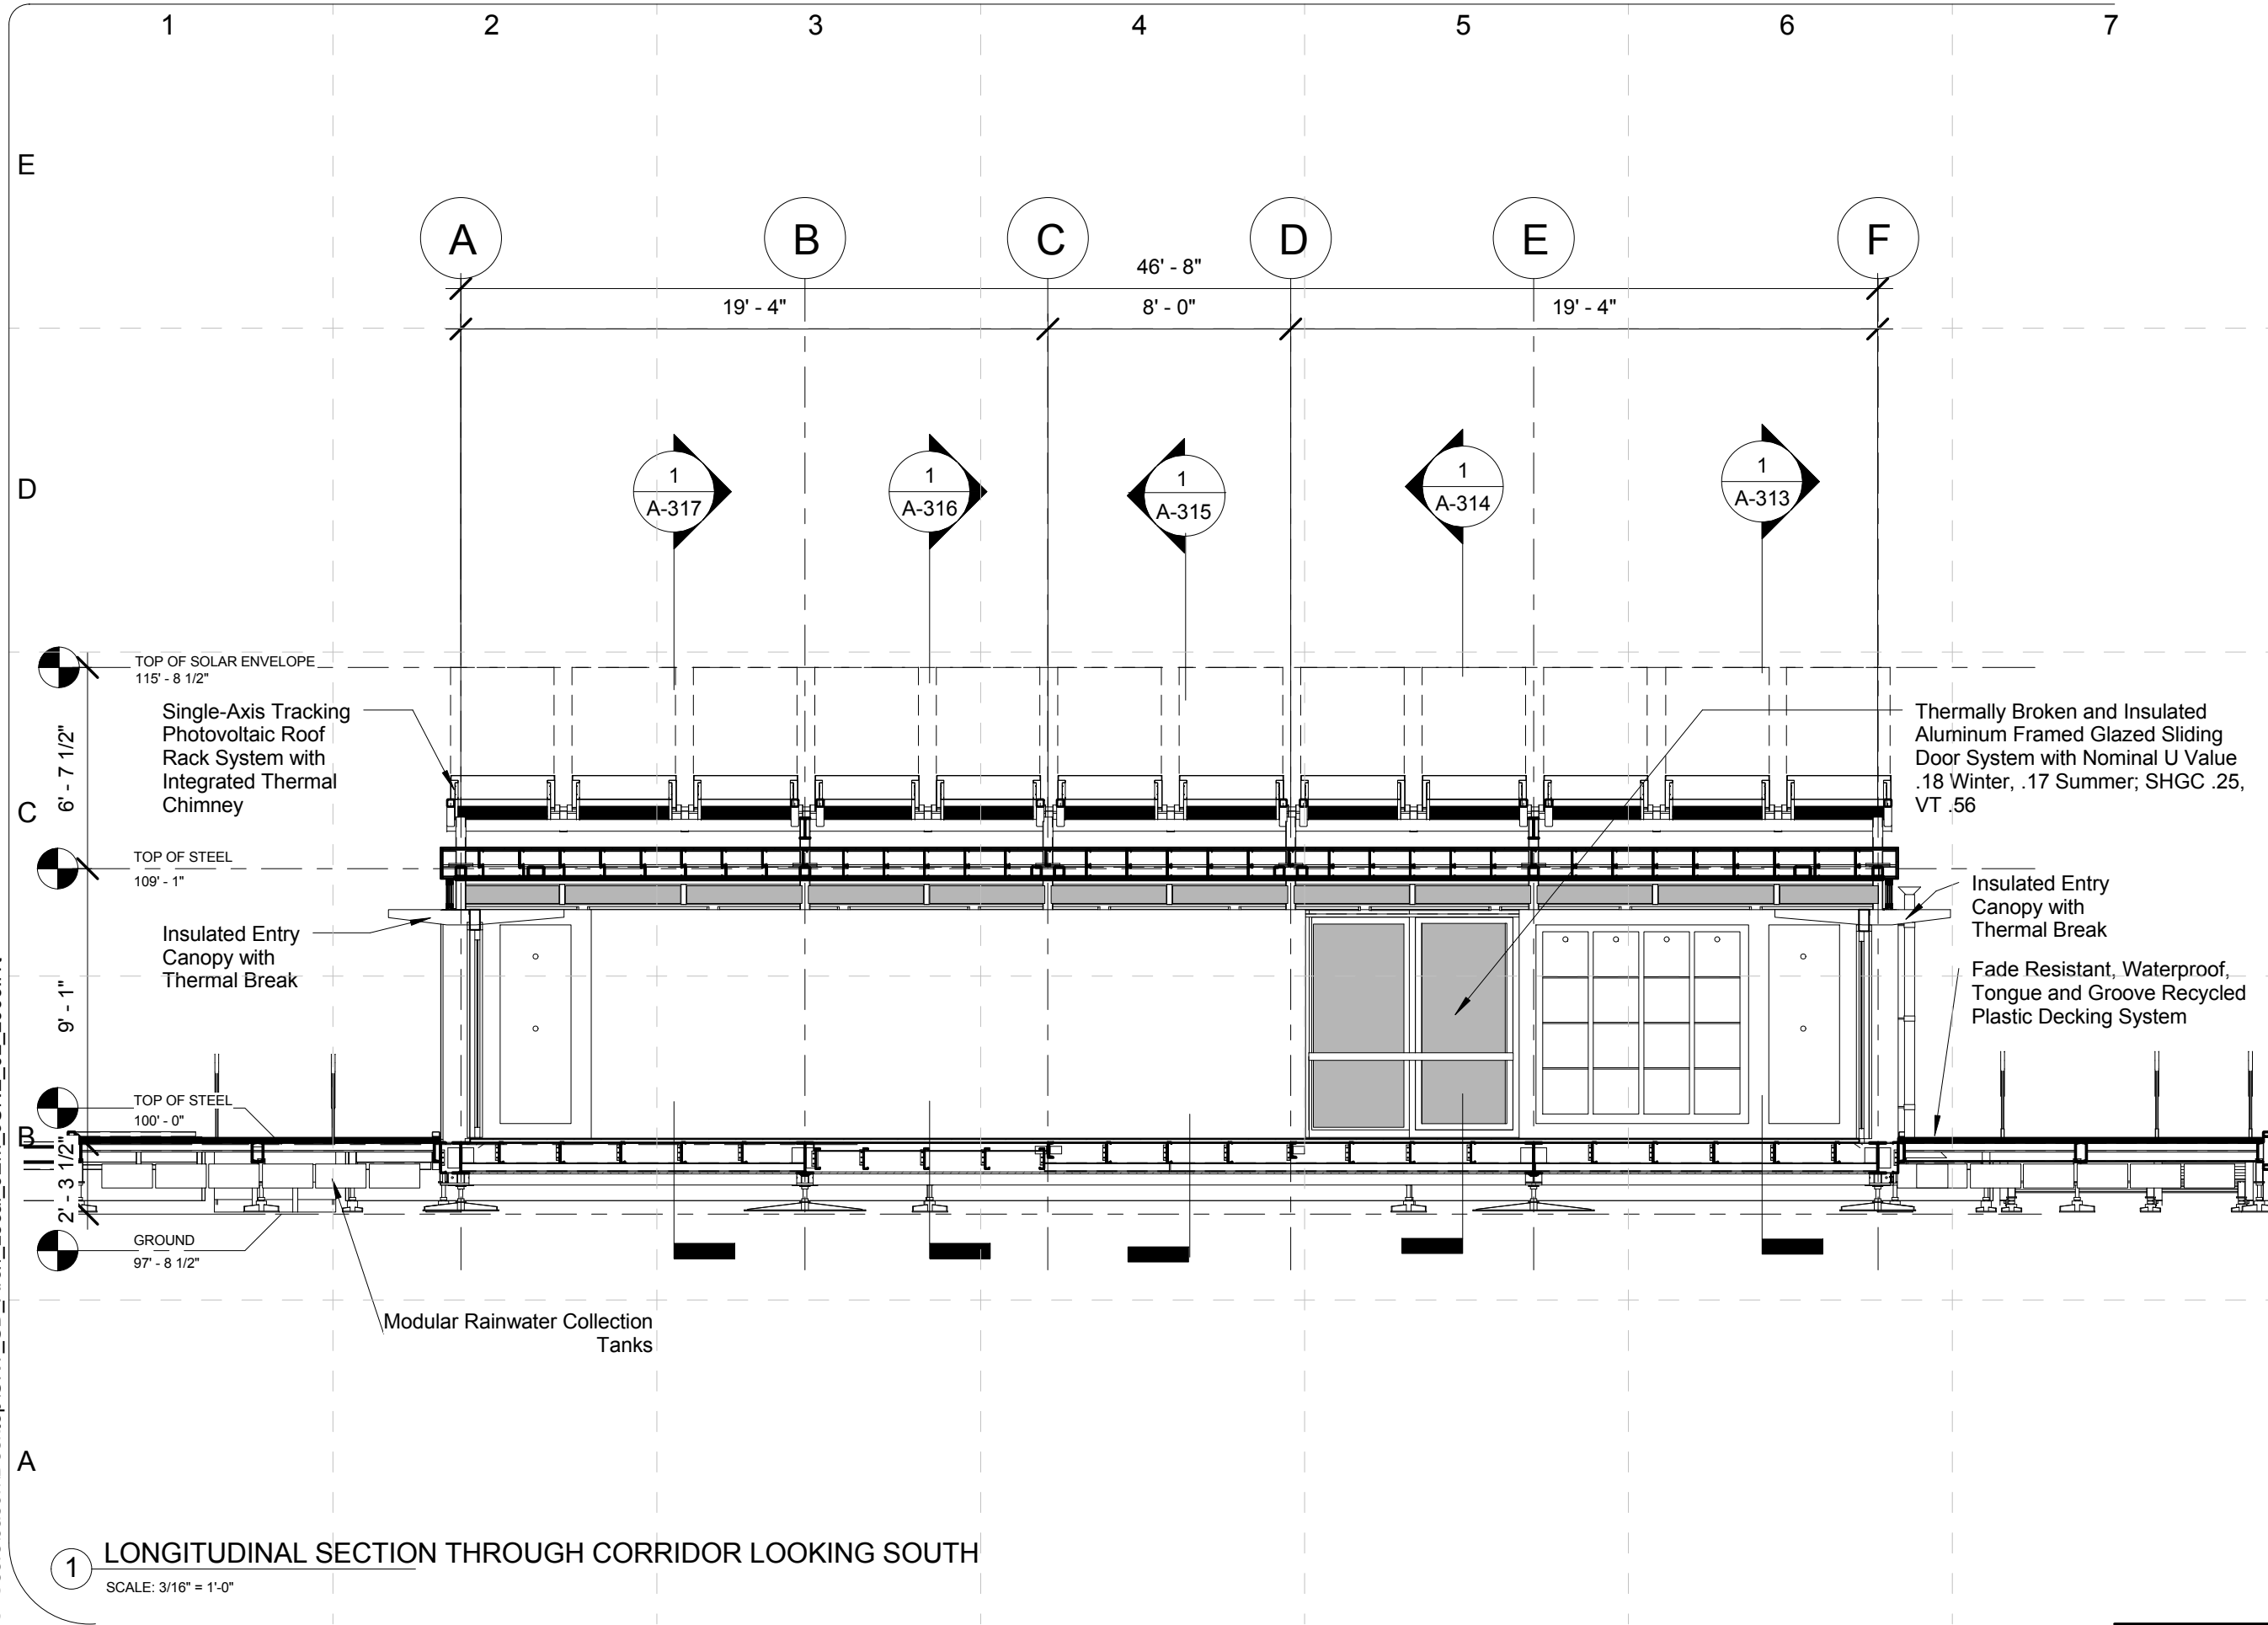 1 2 3 4 5 6 7
E
A B C D E F
46' - 8"
19' - 4" 8' - 0" 19' - 4"
D
1 1 1 1 1
A-317 A-316 A-315 A-314 A-313
TOP OF SOLAR ENVELOPE
115' - 8 1/2"
Single-Axis Tracking
Photovoltaic Roof
Rack System with
Integrated Thermal
Chimney
6' - 7 1/2"
C
Thermally Broken and Insulated
Aluminum Framed Glazed Sliding
Door System with Nominal U Value
.18 Winter, .17 Summer; SHGC .25,
VT .56
TOP OF STEEL
109' - 1"
Insulated Entry
Canopy with
Thermal Break
Insulated Entry
Canopy with
Thermal Break
9' - 1"
Fade Resistant, Waterproof,
Tongue and Groove Recycled
Plastic Decking System
TOP OF STEEL
100' - 0"
B
2' - 3 1/2"
GROUND
97' - 8 1/2"
Modular Rainwater Collection
Tanks
A
1 LONGITUDINAL SECTION THROUGH CORRIDOR LOOKING SOUTH
SCALE: 3/16" = 1'-0"